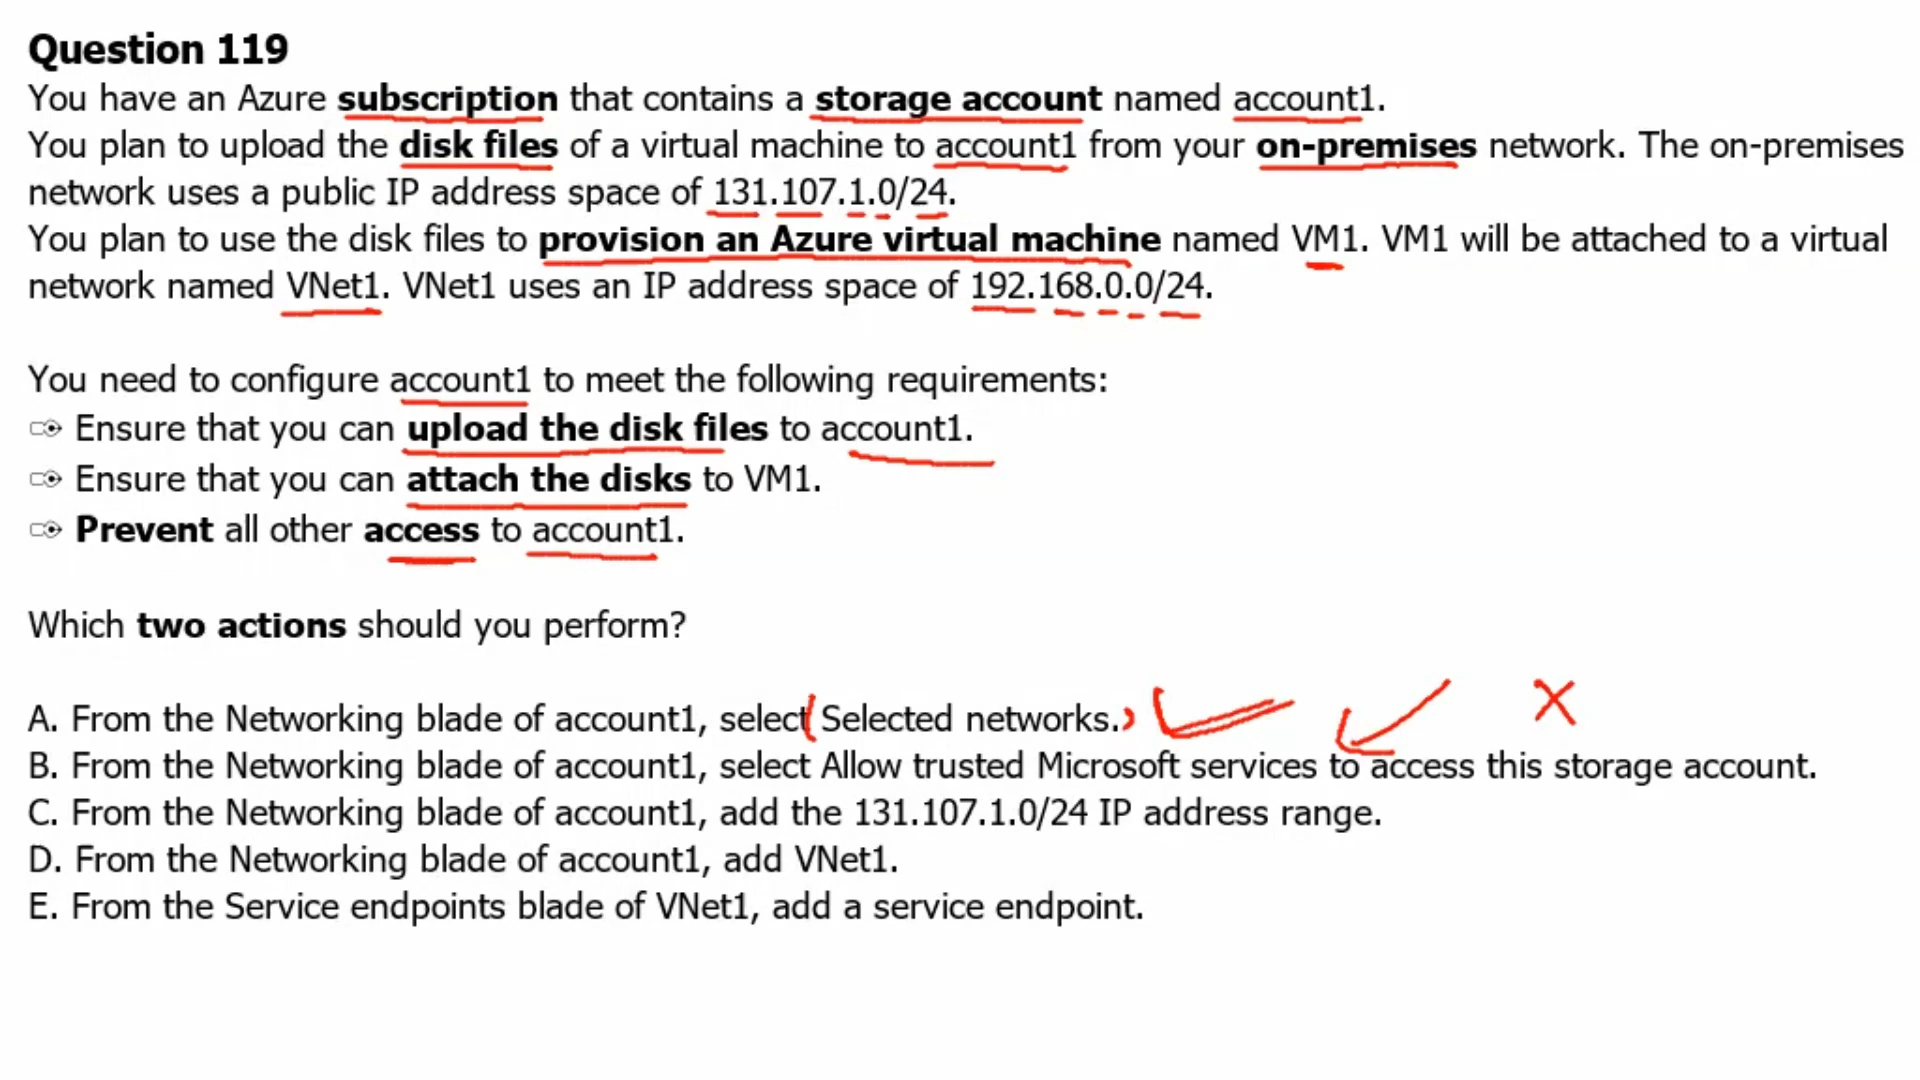 Question 119
You have an Azure subscription that contains a storage account named account1.
You plan to upload the disk files of a virtual machine to account1 from your on-premises network. The on-premises
network uses a public IP address space of 131.107.1.0/24.
You plan to use the disk files to provision an Azure virtual machine named VM1. VM1 will be attached to a virtual
network named VNet1. VNet1 uses an IP address space of 192.168.0.0/24.
You need to configure account1 to meet the following requirements:
Ensure that you can upload the disk files to account1.
Ensure that you can attach the disks to VM1.
Prevent all other access to account1.
Which two actions should you perform?
A. From the Networking blade of account1, select Selected networks.
B. From the Networking blade of account1, select Allow trusted Microsoft services to access this storage account.
C. From the Networking blade of account1, add the 131.107.1.0/24 IP address range.
D. From the Networking blade of account1, add VNet1.
E. From the Service endpoints blade of VNet1, add a service endpoint.